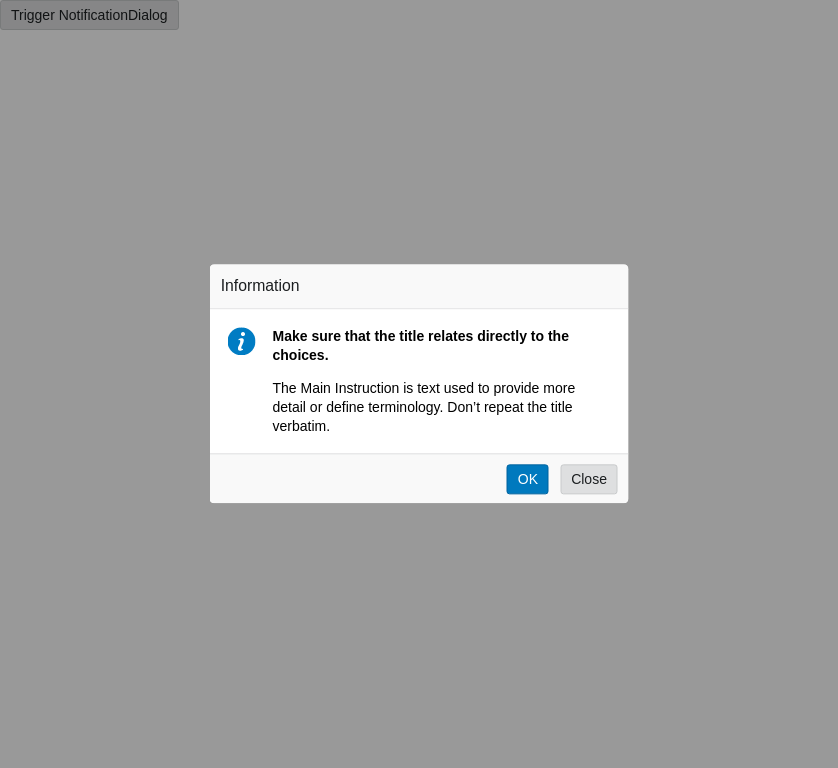 Trigger NotificationDialog
Information
Make sure that the title relates directly to the
choices.
The Main Instruction is text used to provide more
detail or define terminology. Don’t repeat the title
verbatim.
OK
Close